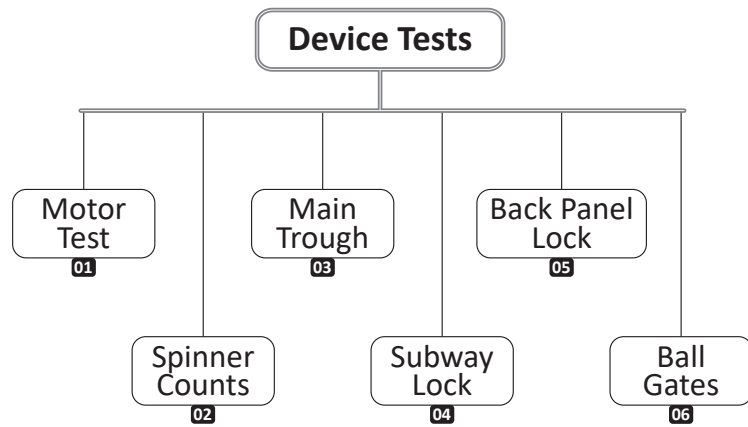 Device Tests
Motor
Test
01
Main
Trough
03
Back Panel
Lock
05
Spinner
Counts
02
Subway
Lock
04
Ball
Gates
06